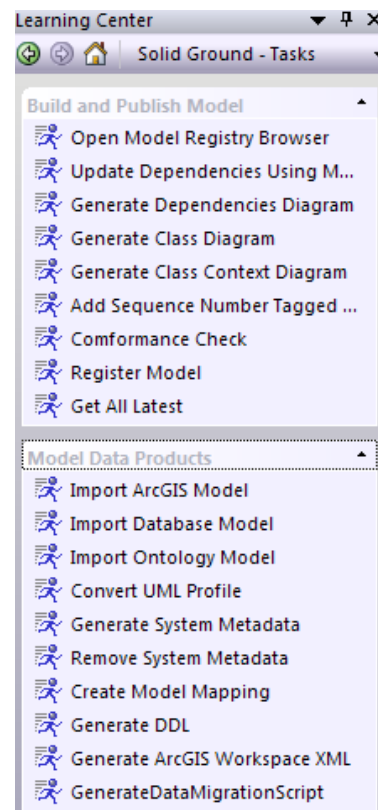 Learning Center
Solid Ground - Tasks
Build and Publish Model
Open Model Registry Browser
Update Dependencies Using M...
Generate Dependencies Diagram
Generate Class Diagram
Generate Class Context Diagram
Add Sequence Number Tagged ...
Comformance Check
Register Model
Get All Latest
Model Data Products
Import ArcGIS Model
Import Database Model
Import Ontology Model
Convert UML Profile
Generate System Metadata
Remove System Metadata
Create Model Mapping
Generate DDL
Generate ArcGIS Workspace XML
GenerateDataMigrationScript